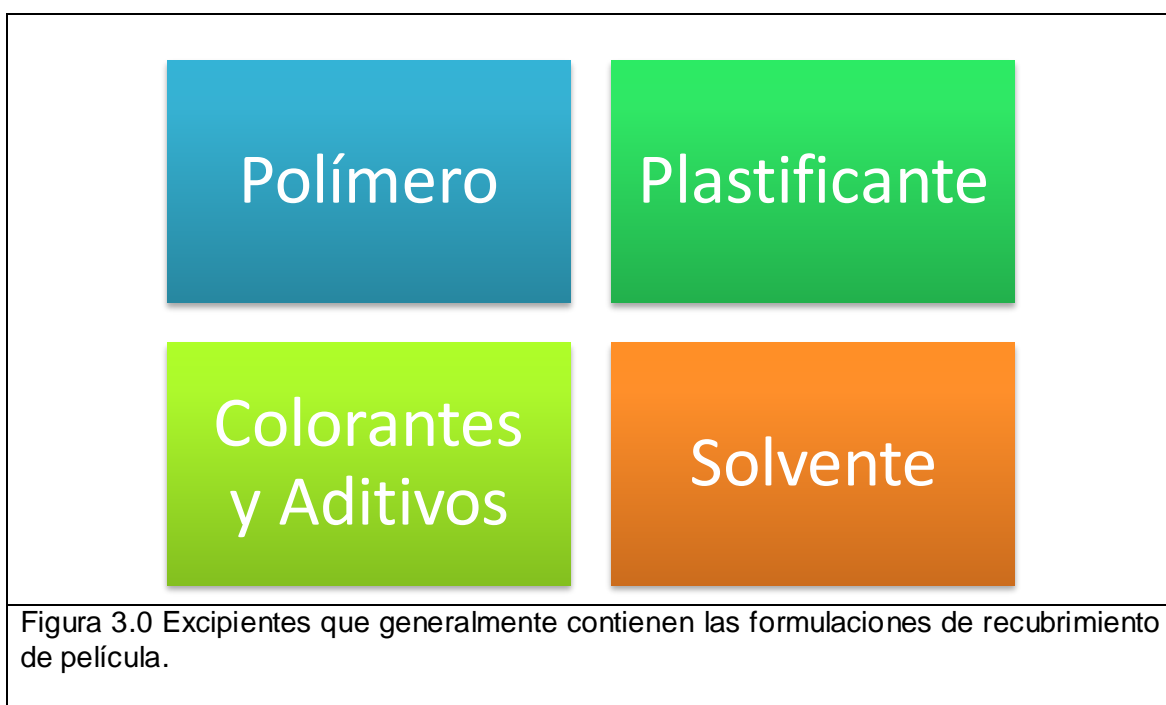 Polímero
Plastificante
Colorantes
y Aditivos
Solvente
Figura 3.0 Excipientes que generalmente contienen las formulaciones de recubrimiento
de película.